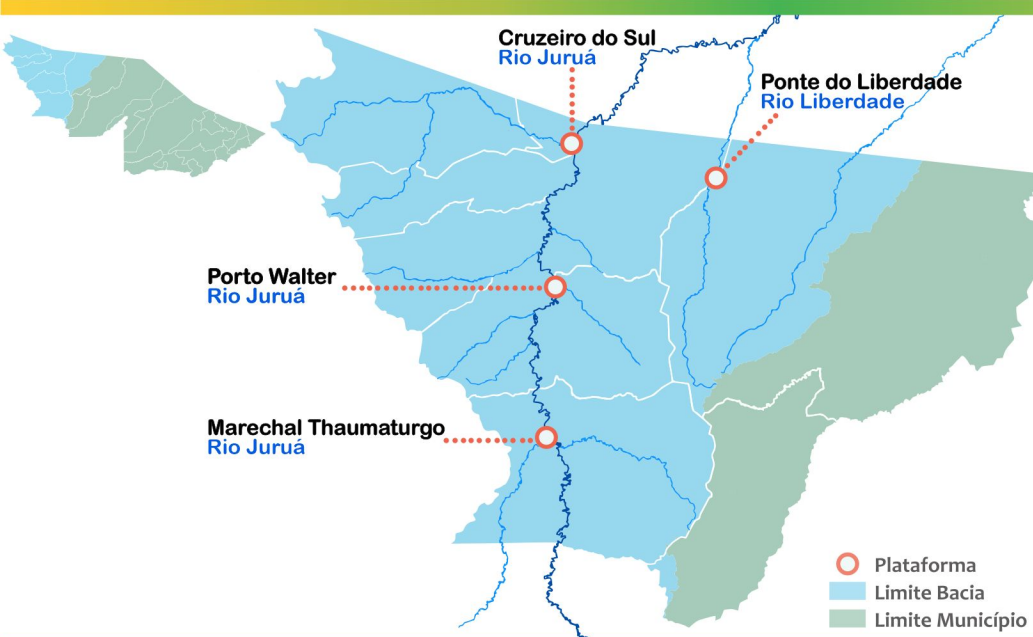 Cruzeiro do Sul
Rio Juruá
Ponte do Liberdade
Rio Liberdade
Porto Walter
Rio Juruá
Marechal Thaumaturgo
Rio Juruá
Plataforma
Limite Bacia
Limite Município